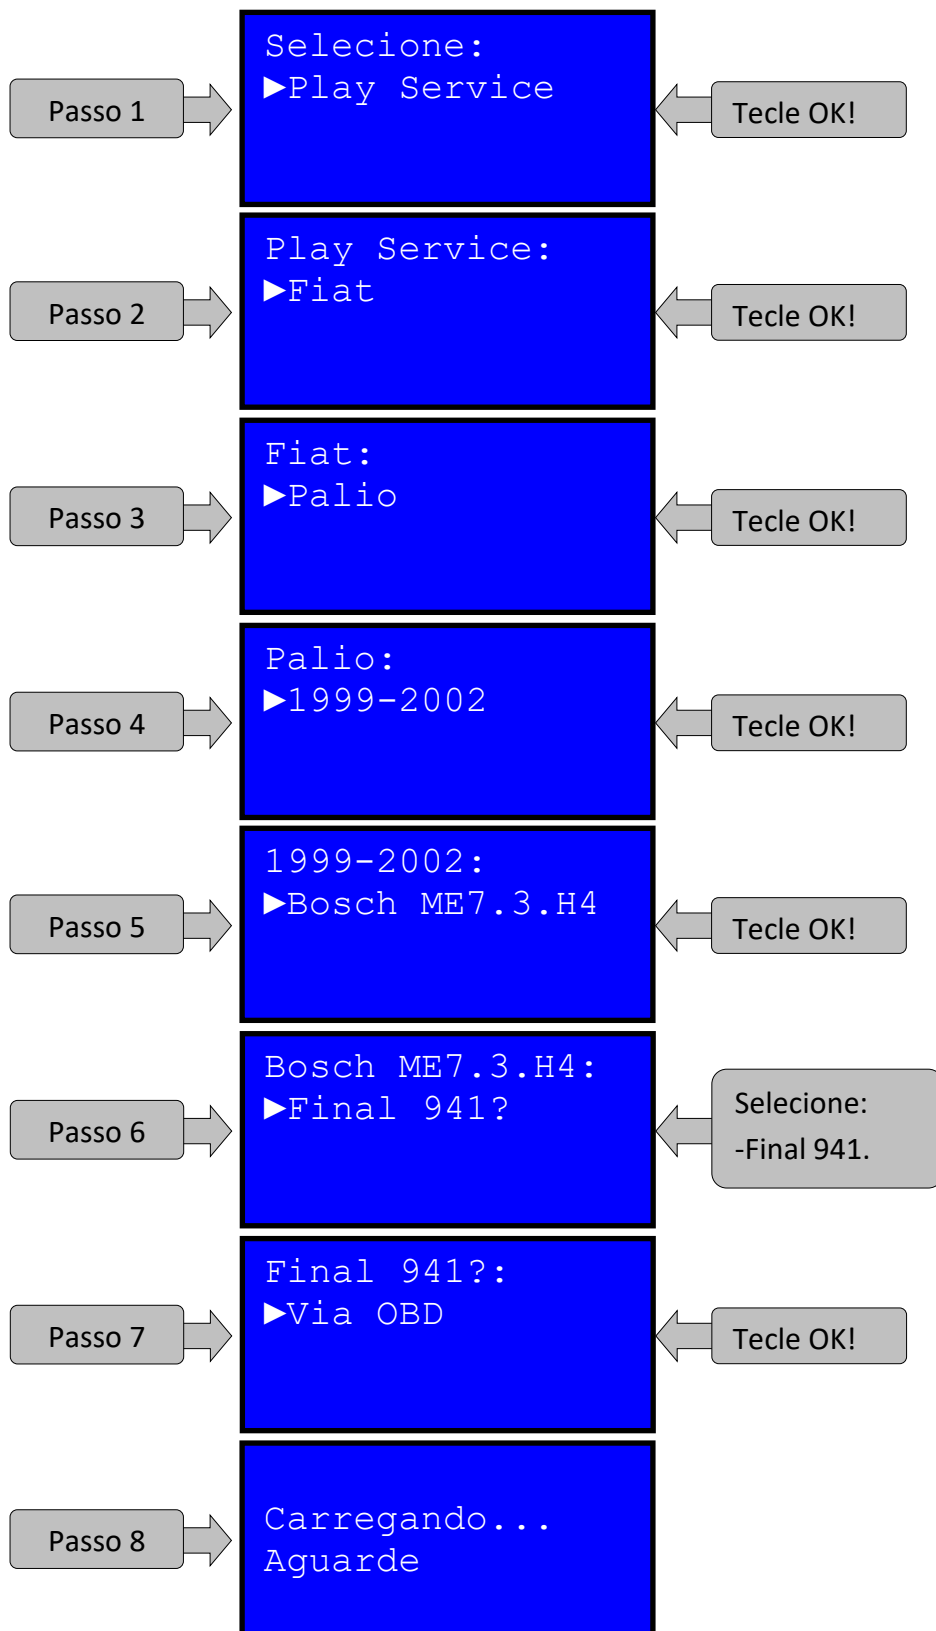 Passo 1
Selecione:
►Play Service
Tecle OK!
Passo 2
Play Service:
►Fiat
Tecle OK!
Passo 3
Fiat:
►Palio
Tecle OK!
Passo 4
Palio:
►1999-2002
Tecle OK!
Passo 5
1999-2002:
►Bosch ME7.3.H4
Tecle OK!
Passo 6
Bosch ME7.3.H4:
►Final 941?
Selecione:
-Final 941.
Passo 7
Final 941?:
►Via OBD
Tecle OK!
Passo 8
Carregando...
Aguarde